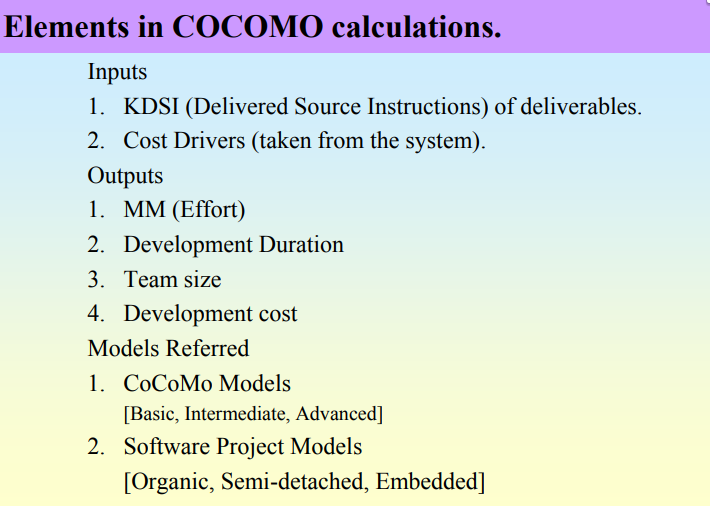 Elements in COCOMO calculations.
Inputs
1. KDSI (Delivered Source Instructions) of deliverables.
2. Cost Drivers (taken from the system).
Outputs
1. MM (Effort)
2. Development Duration
3. Team size
4. Development cost
Models Referred
1. CoCoMo Models
[Basic, Intermediate, Advanced]
2. Software Project Models
[Organic, Semi-detached, Embedded]